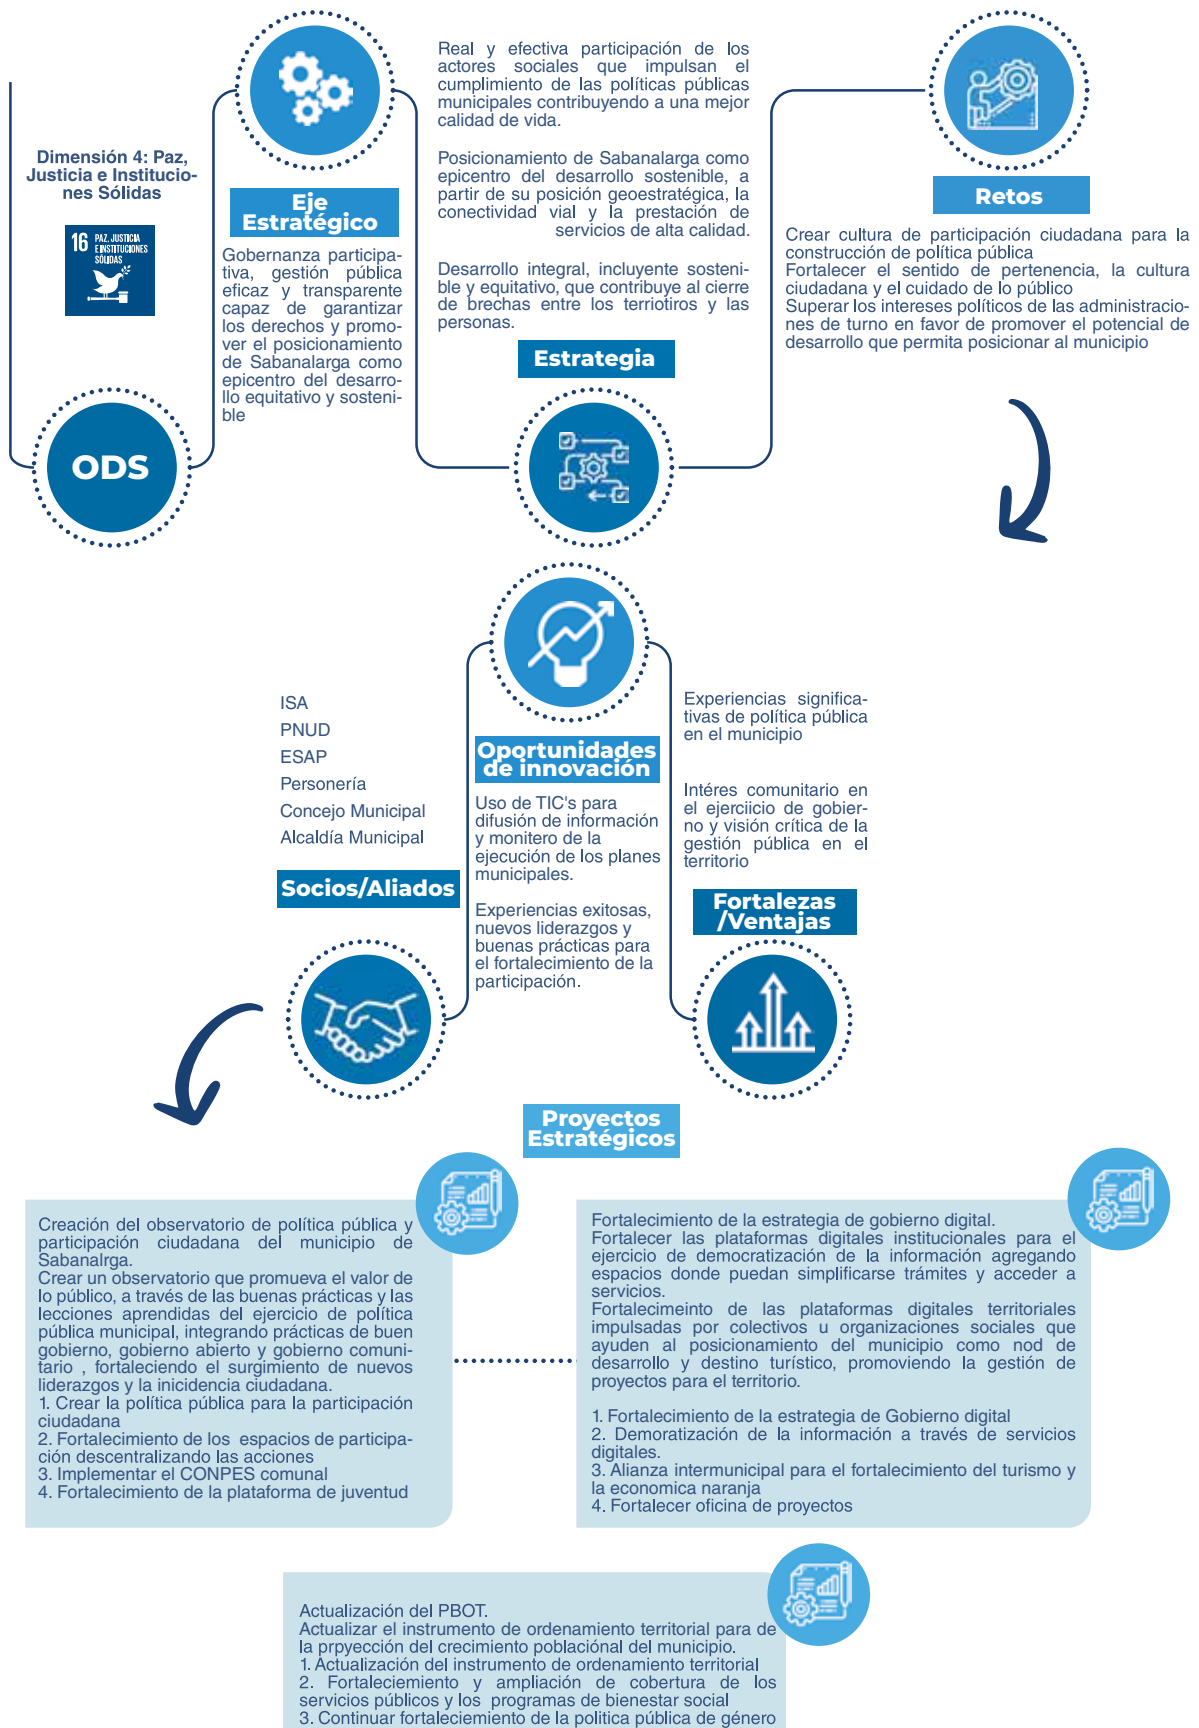 Dimensión 4: Paz,
Justicia e Institucio-
nes Sólidas
16 PAZ, JUSTICIA
E INSTITUCIONES
SÓLIDAS
ODS
Eje
Estratégico
Gobernanza participa-
tiva, gestión pública
eficaz y transparente
capaz de garantizar
los derechos y promo-
ver el posicionamiento
de Sabanalarga como
epicentro del desarro-
llo equitativo y sosteni-
ble
Real y efectiva participación de los
actores sociales que impulsan el
cumplimiento de las políticas públicas
municipales contribuyendo a una mejor
calidad de vida.
Posicionamiento de Sabanalarga como
epicentro del desarrollo sostenible, a
partir de su posición geoestratégica, la
conectividad vial y la prestación de
servicios de alta calidad.
Desarrollo integral, incluyente sosteni-
ble y equitativo, que contribuye al cierre
de brechas entre los terriotiros y las
personas.
Estrategia
Retos
Crear cultura de participación ciudadana para la
construcción de política pública
Fortalecer el sentido de pertenencia, la cultura
ciudadana y el cuidado de lo público
Superar los intereses políticos de las administracio-
nes de turno en favor de promover el potencial de
desarrollo que permita posicionar al municipio
ISA
PNUD
ESAP
Personería
Concejo Municipal
Alcaldía Municipal
Socios/Aliados
Oportunidades
de innovación
Uso de TIC's para
difusión de información
y monitero de la
ejecución de los planes
municipales.
Experiencias exitosas,
nuevos liderazgos y
buenas prácticas para
el fortalecimiento de la
participación.
Experiencias significa-
tivas de política pública
en el municipio
Intéres comunitario en
el ejerciicio de gobier-
no y visión crítica de la
gestión pública en el
territorio
Fortalezas
/Ventajas
Proyectos
Estratégicos
Creación del observatorio de política pública y
participación ciudadana del municipio de
Sabanalrga.
Crear un observatorio que promueva el valor de
lo público, a través de las buenas prácticas y las
lecciones aprendidas del ejercicio de política
pública municipal, integrando prácticas de buen
gobierno, gobierno abierto y gobierno comuni-
tario , fortaleciendo el surgimiento de nuevos
liderazgos y la inicidencia ciudadana.
1. Crear la política pública para la participación
ciudadana
2. Fortalecimiento de los espacios de participa-
ción descentralizando las acciones
3. Implementar el CONPES comunal
4. Fortalecimiento de la plataforma de juventud
Fortalecimiento de la estrategia de gobierno digital.
Fortalecer las plataformas digitales institucionales para el
ejercicio de democratización de la información agregando
espacios donde puedan simplificarse trámites y acceder a
servicios.
Fortalecimeinto de las plataformas digitales territoriales
impulsadas por colectivos u organizaciones sociales que
ayuden al posicionamiento del municipio como nod de
desarrollo y destino turístico, promoviendo la gestión de
proyectos para el territorio.
1. Fortalecimiento de la estrategia de Gobierno digital
2. Demoratización de la información a través de servicios
digitales.
3. Alianza intermunicipal para el fortalecimiento del turismo y
la economica naranja
4. Fortalecer oficina de proyectos
Actualización del PBOT.
Actualizar el instrumento de ordenamiento territorial para de
la prpyección del crecimiento poblaciónal del municipio.
1. Actualización del instrumento de ordenamiento territorial
2. Fortaleciemiento y ampliación de cobertura de los
servicios públicos y los programas de bienestar social
3. Continuar fortaleciemiento de la politica pública de género